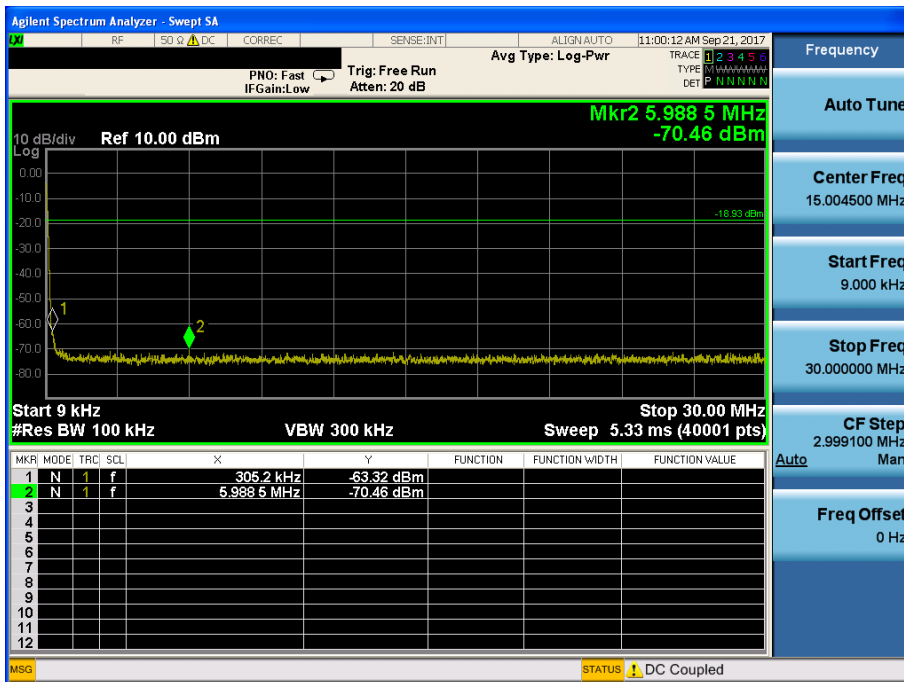 Agilent Spectrum Analyzer - Swept SA
LXI RF 50 Ω DC CORREC SENSE:INT ALIGN AUTO 11:00:12 AM Sep 21, 2017
Frequency
PNO: Fast
IFGain:Low
Trig: Free Run
Atten: 20 dB
Avg Type: Log-Pwr
TRACE 1 2 3 4 5 6
TYPE M W W W W W
DET P N N N N N
Auto Tune
Mkr2 5.988 5 MHz
-70.46 dBm
10 dB/div Ref 10.00 dBm
Log
0.00
-10.0
-20.0
-30.0
-40.0
-50.0
-60.0
-70.0
-80.0
-18.93 dBm
1
2
Center Freq
15.004500 MHz
Start Freq
9.000 kHz
Stop Freq
30.000000 MHz
Start 9 kHz Stop 30.00 MHz
#Res BW 100 kHz VBW 300 kHz Sweep 5.33 ms (40001 pts)
CF Step
2.999100 MHz
Auto Man
MKR MODE TRC SCL X Y FUNCTION FUNCTION WIDTH FUNCTION VALUE
1 N 1 f 305.2 kHz -63.32 dBm
2 N 1 f 5.988 5 MHz -70.46 dBm
3
4
5
6
7
8
9
10
11
12
Freq Offset
0 Hz
MSG STATUS ! DC Coupled